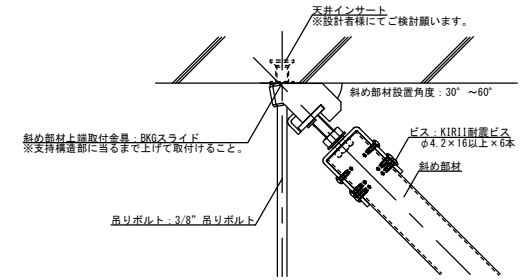 天井インサート
※設計者様にてご検討願います。
斜め部材設置角度：30°～60°
斜め部材上端取付金具：BKGスライド
※支持構造部に当るまで上げて取付けること。
ビス：KIRII耐震ビス
φ4.2×16以上×6本
斜め部材
吊りボルト：3/8"吊りボルト